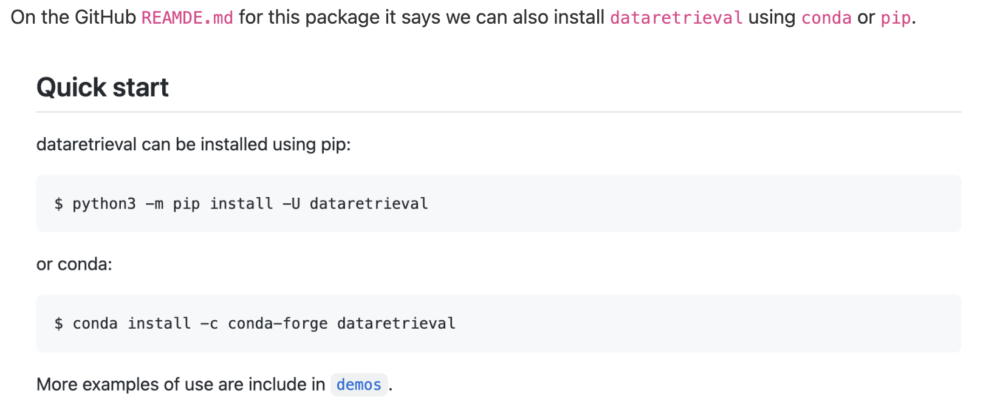 On the GitHub REAMDE.md for this package it says we can also install dataretrieval using conda or pip.
Quick start
dataretrieval can be installed using pip:
$ python3 -m pip install -U dataretrieval
or conda:
$ conda install -c conda-forge dataretrieval
More examples of use are include in demos.